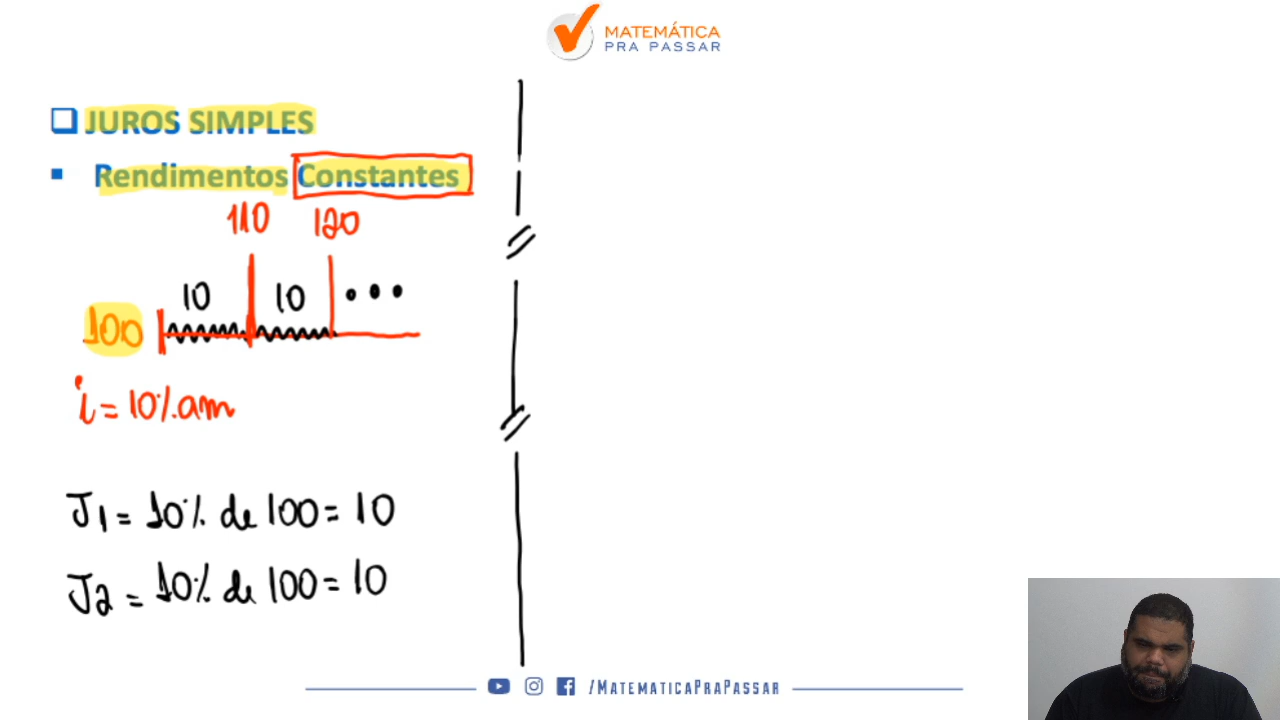 MATEMÁTICA
PRA PASSAR
JUROS SIMPLES
Rendimentos Constantes
110 120
10 10 •••
100
i = 10% am
J1 = 10% de 100 = 10
J2 = 10% de 100 = 10
/MATEMATICAPRAPASSAR